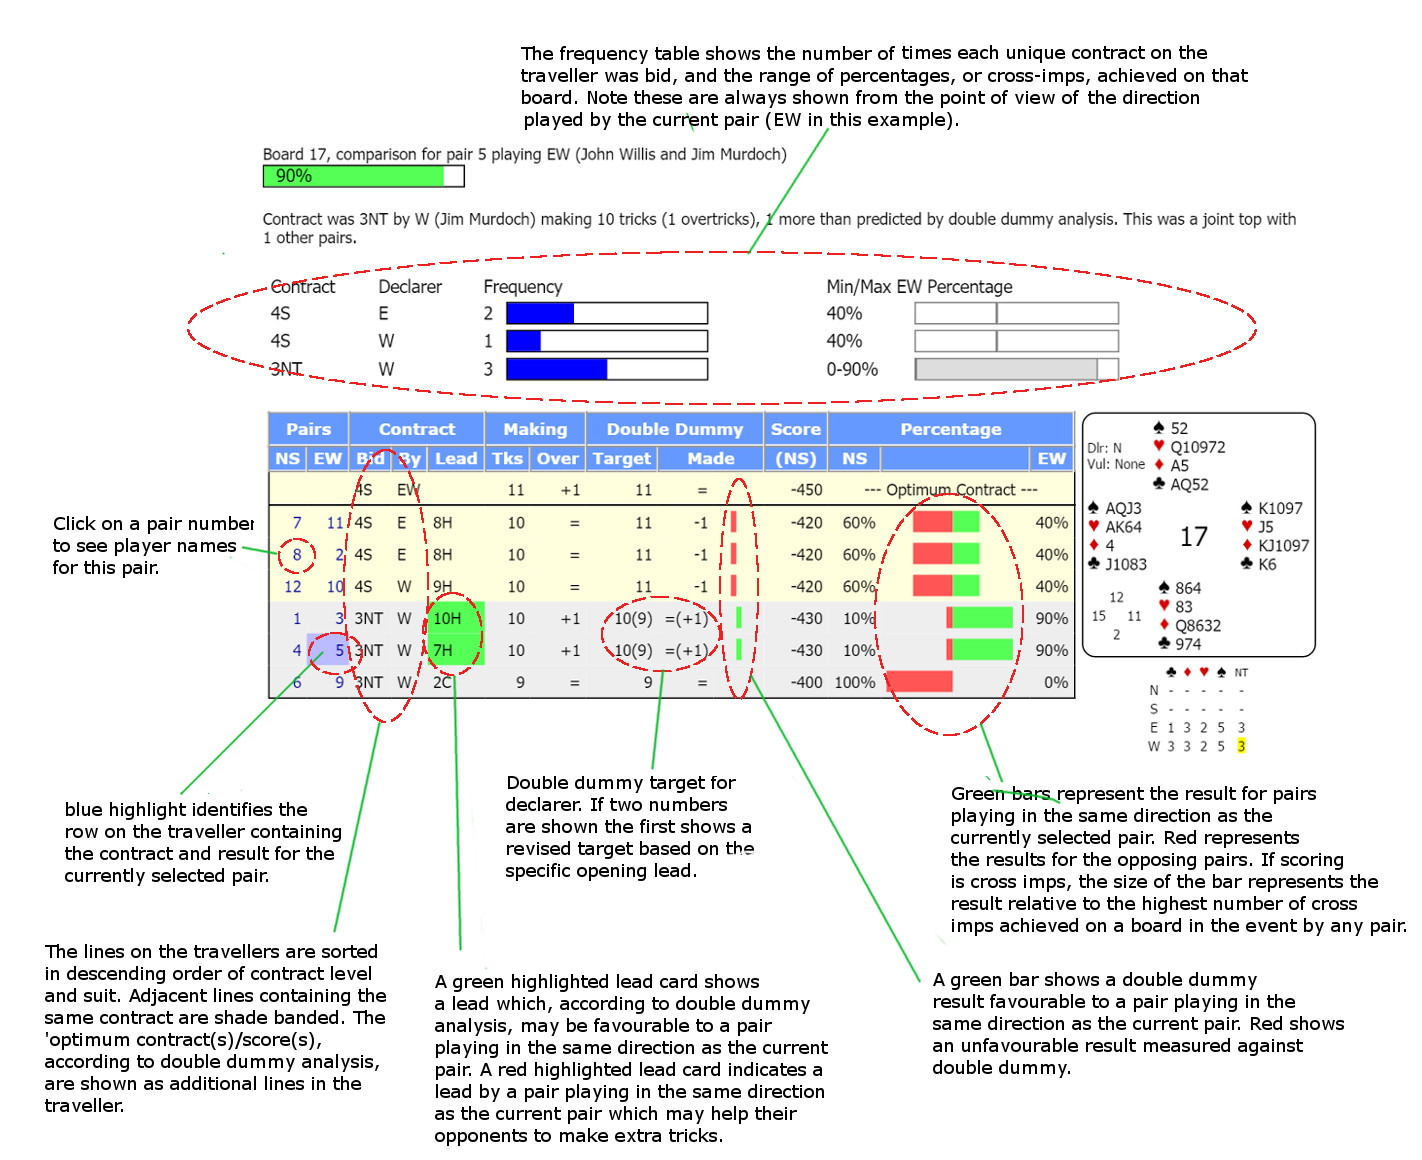 The frequency table shows the number of times each unique contract on the
traveller was bid, and the range of percentages, or cross-imps, achieved on that
board. Note these are always shown from the point of view of the direction
played by the current pair (EW in this example).
Board 17, comparison for pair 5 playing EW (John Willis and Jim Murdoch)
90%
Contract was 3NT by W (Jim Murdoch) making 10 tricks (1 overtricks), 1 more than predicted by double dummy analysis. This was a joint top with
1 other pairs.
Contract Declarer Frequency Min/Max EW Percentage
4S E 2 40%
4S W 1 40%
3NT W 3 0-90%
Pairs Contract Making Double Dummy Score Percentage
NS EW Bid By Lead Tks Over Target Made (NS) NS EW
4S EW 11 +1 11 = -450 --- Optimum Contract ---
7 11 4S E 8H 10 = 11 -1 -420 60% 40%
8 2 4S E 8H 10 = 11 -1 -420 60% 40%
12 10 4S W 9H 10 = 11 -1 -420 60% 40%
1 3 3NT W 10H 10 +1 10(9) =(+1) -430 10% 90%
4 5 3NT W 7H 10 +1 10(9) =(+1) -430 10% 90%
6 9 3NT W 2C 9 = 9 = -400 100% 0%
Dlr: N
Vul: None
♠ 52
♥ Q10972
♦ A5
♣ AQ52
♠ AQJ3
♥ AK64
♦ 4
♣ J1083
17
♠ K1097
♥ J5
♦ KJ1097
♣ K6
♠ 864
♥ 83
♦ Q8632
♣ 974
12
15 11
2
♣ ♦ ♥ ♠ NT
N - - - - -
S - - - - -
E 1 3 2 5 3
W 3 3 2 5 3
Click on a pair number
to see player names
for this pair.
blue highlight identifies the
row on the traveller containing
the contract and result for the
currently selected pair.
Double dummy target for
declarer. If two numbers
are shown the first shows a
revised target based on the
specific opening lead.
Green bars represent the result for pairs
playing in the same direction as the
currently selected pair. Red represents
the results for the opposing pairs. If scoring
is cross imps, the size of the bar represents the
result relative to the highest number of cross
imps achieved on a board in the event by any pair.
The lines on the travellers are sorted
in descending order of contract level
and suit. Adjacent lines containing the
same contract are shade banded. The
'optimum contract(s)/score(s),
according to double dummy analysis,
are shown as additional lines in the
traveller.
A green highlighted lead card shows
a lead which, according to double dummy
analysis, may be favourable to a pair
playing in the same direction as the current
pair. A red highlighted lead card indicates a
lead by a pair playing in the same direction
as the current pair which may help their
opponents to make extra tricks.
A green bar shows a double dummy
result favourable to a pair playing in the
same direction as the current pair. Red shows
an unfavourable result measured against
double dummy.